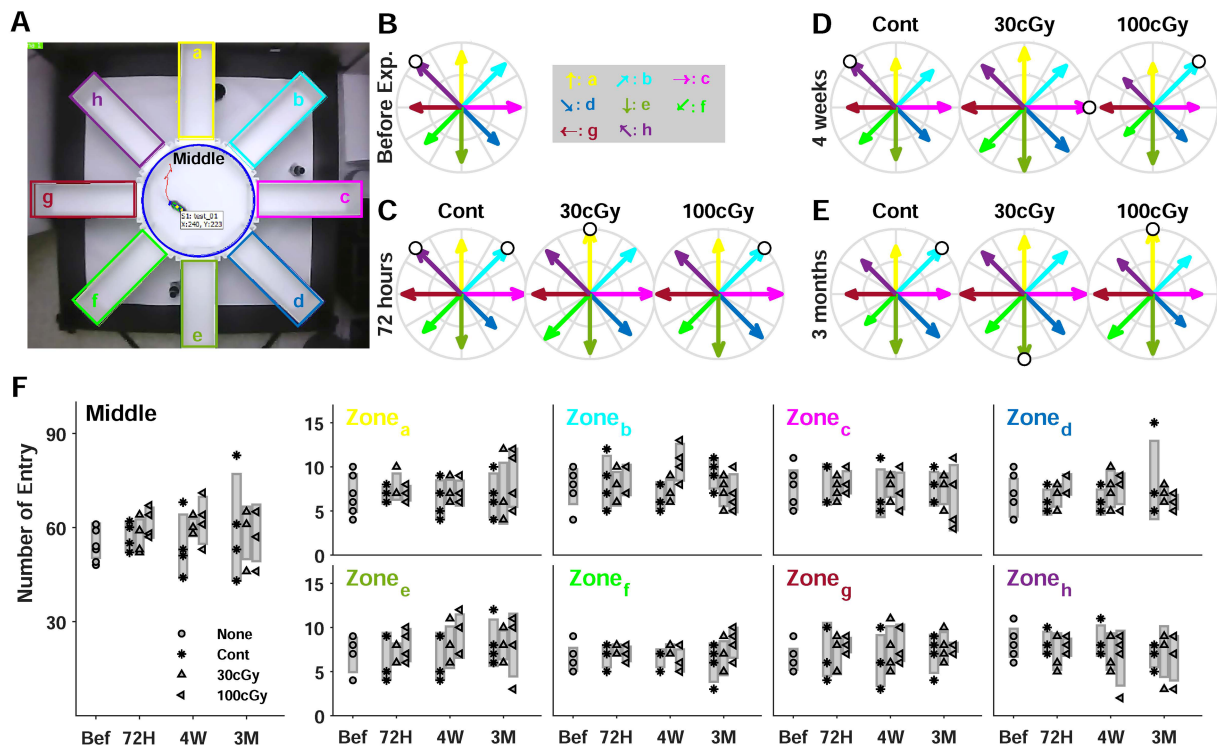 A
a
b
c
d
e
f
g
h
Middle
S1: test_01
X:240, Y:223
B
Before Exp.
↑: a ↗: b →: c
↘: d ↓: e ↙: f
←: g ↖: h
C
72 hours
Cont 30cGy 100cGy
D
4 weeks
Cont 30cGy 100cGy
E
3 months
Cont 30cGy 100cGy
F
Number of Entry
Middle
90
60
30
None
Cont
30cGy
100cGy
Bef 72H 4W 3M
Zone a
Zone b
Zone c
Zone d
15
10
5
0
Zone e
Zone f
Zone g
Zone h
15
10
5
0
Bef 72H 4W 3M
Bef 72H 4W 3M
Bef 72H 4W 3M
Bef 72H 4W 3M